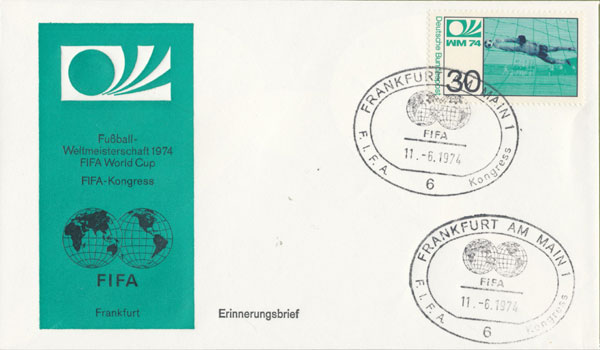 Fußball-
Weltmeisterschaft 1974
FIFA World Cup
FIFA-Kongress
FIFA
Frankfurt
Erinnerungsbrief
Deutsche Bundespost
WM 74
30
FRANKFURT AM MAIN 1
FIFA
11.-6.1974
F. I. F. A. 6 Kongress
FRANKFURT AM MAIN 1
FIFA
11.-6.1974
F. I. F. A. 6 Kongress